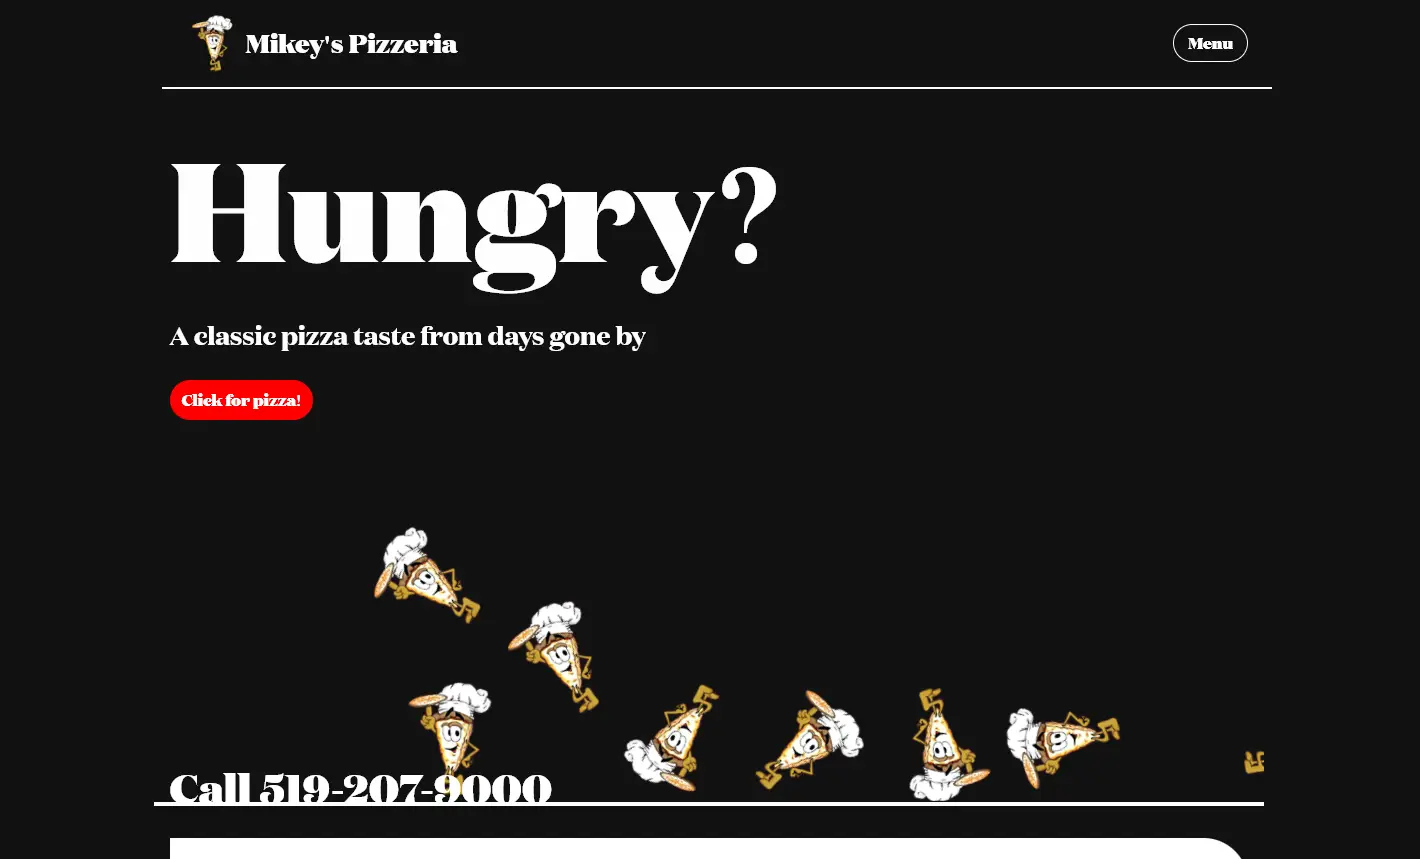 Mikey's Pizzeria
Menu
Hungry?
A classic pizza taste from days gone by
Click for pizza!
Call 519-207-9000